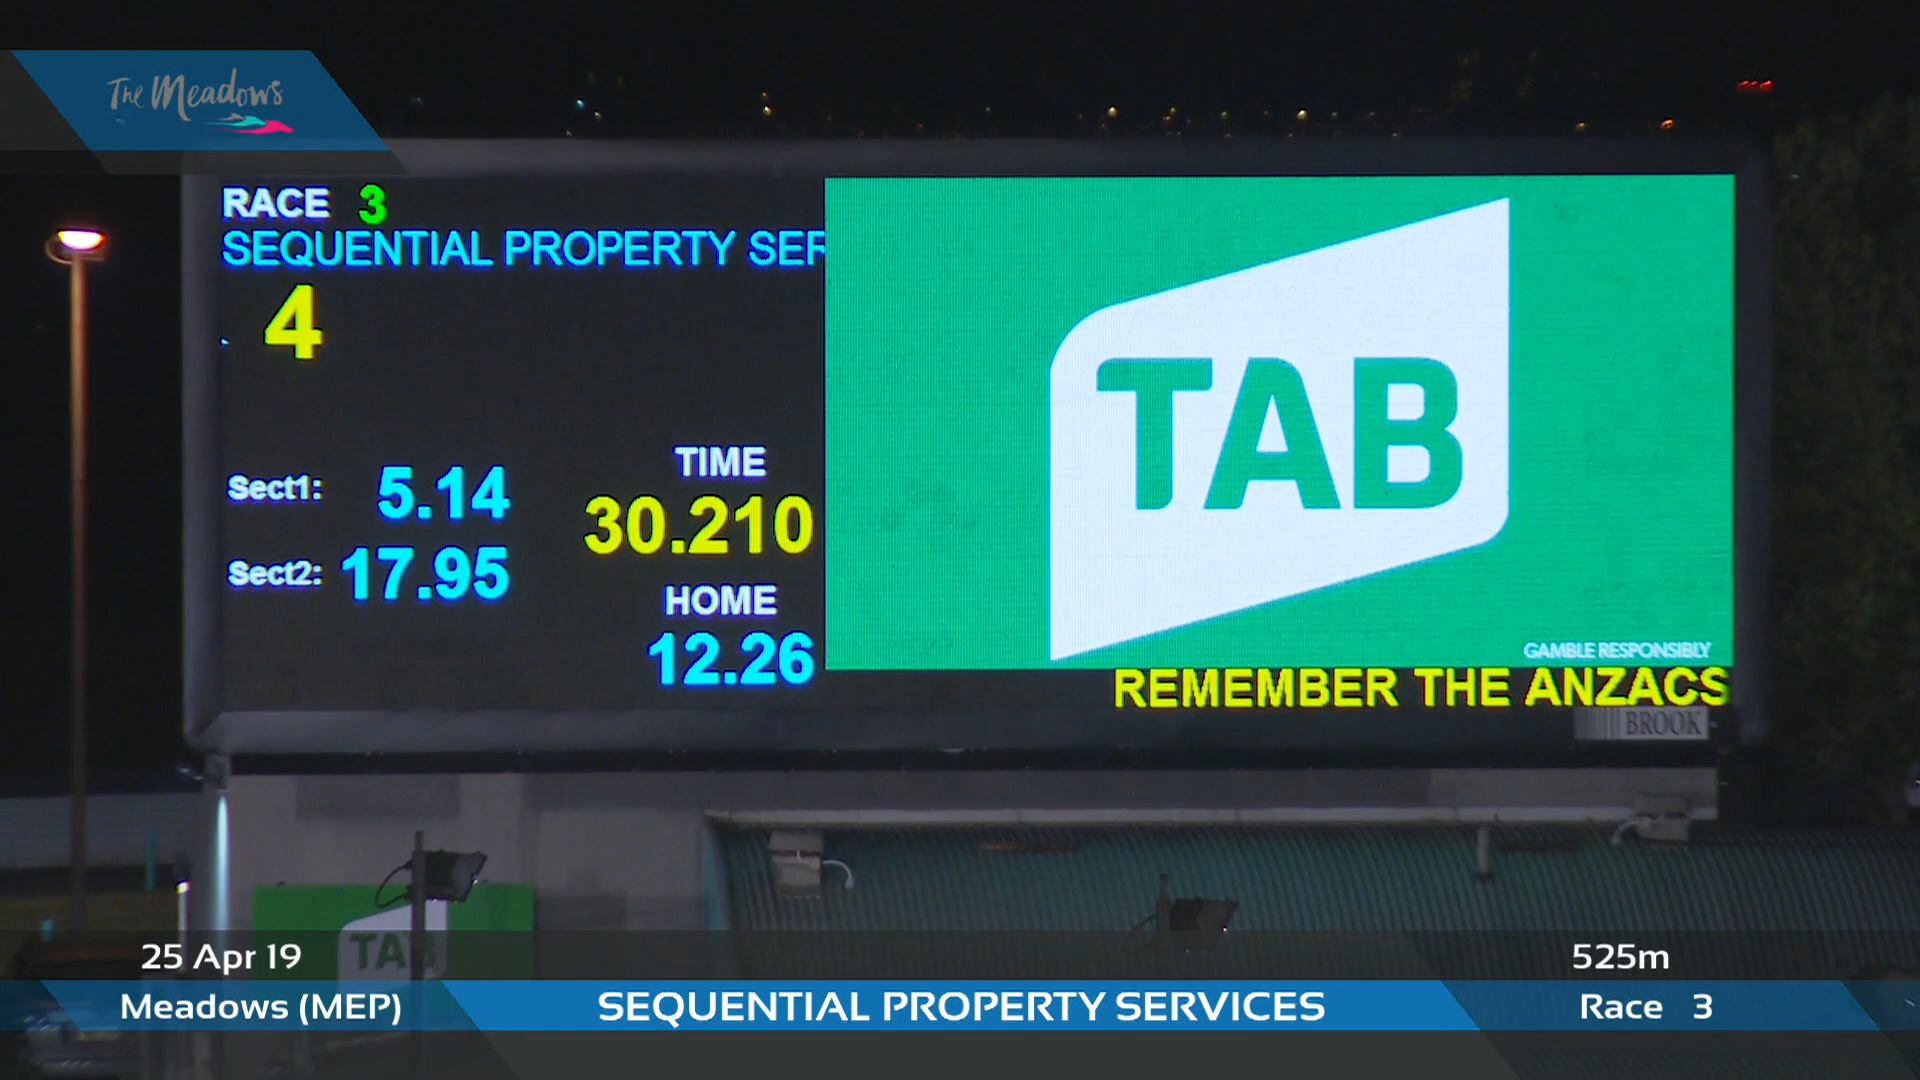 The Meadows
RACE 3
SEQUENTIAL PROPERTY SER
4
Sect1: 5.14
Sect2: 17.95
TIME
30.210
HOME
12.26
TAB
GAMBLE RESPONSIBLY
REMEMBER THE ANZACS
BROOK
TAB
25 Apr 19
525m
Meadows (MEP)
SEQUENTIAL PROPERTY SERVICES
Race 3